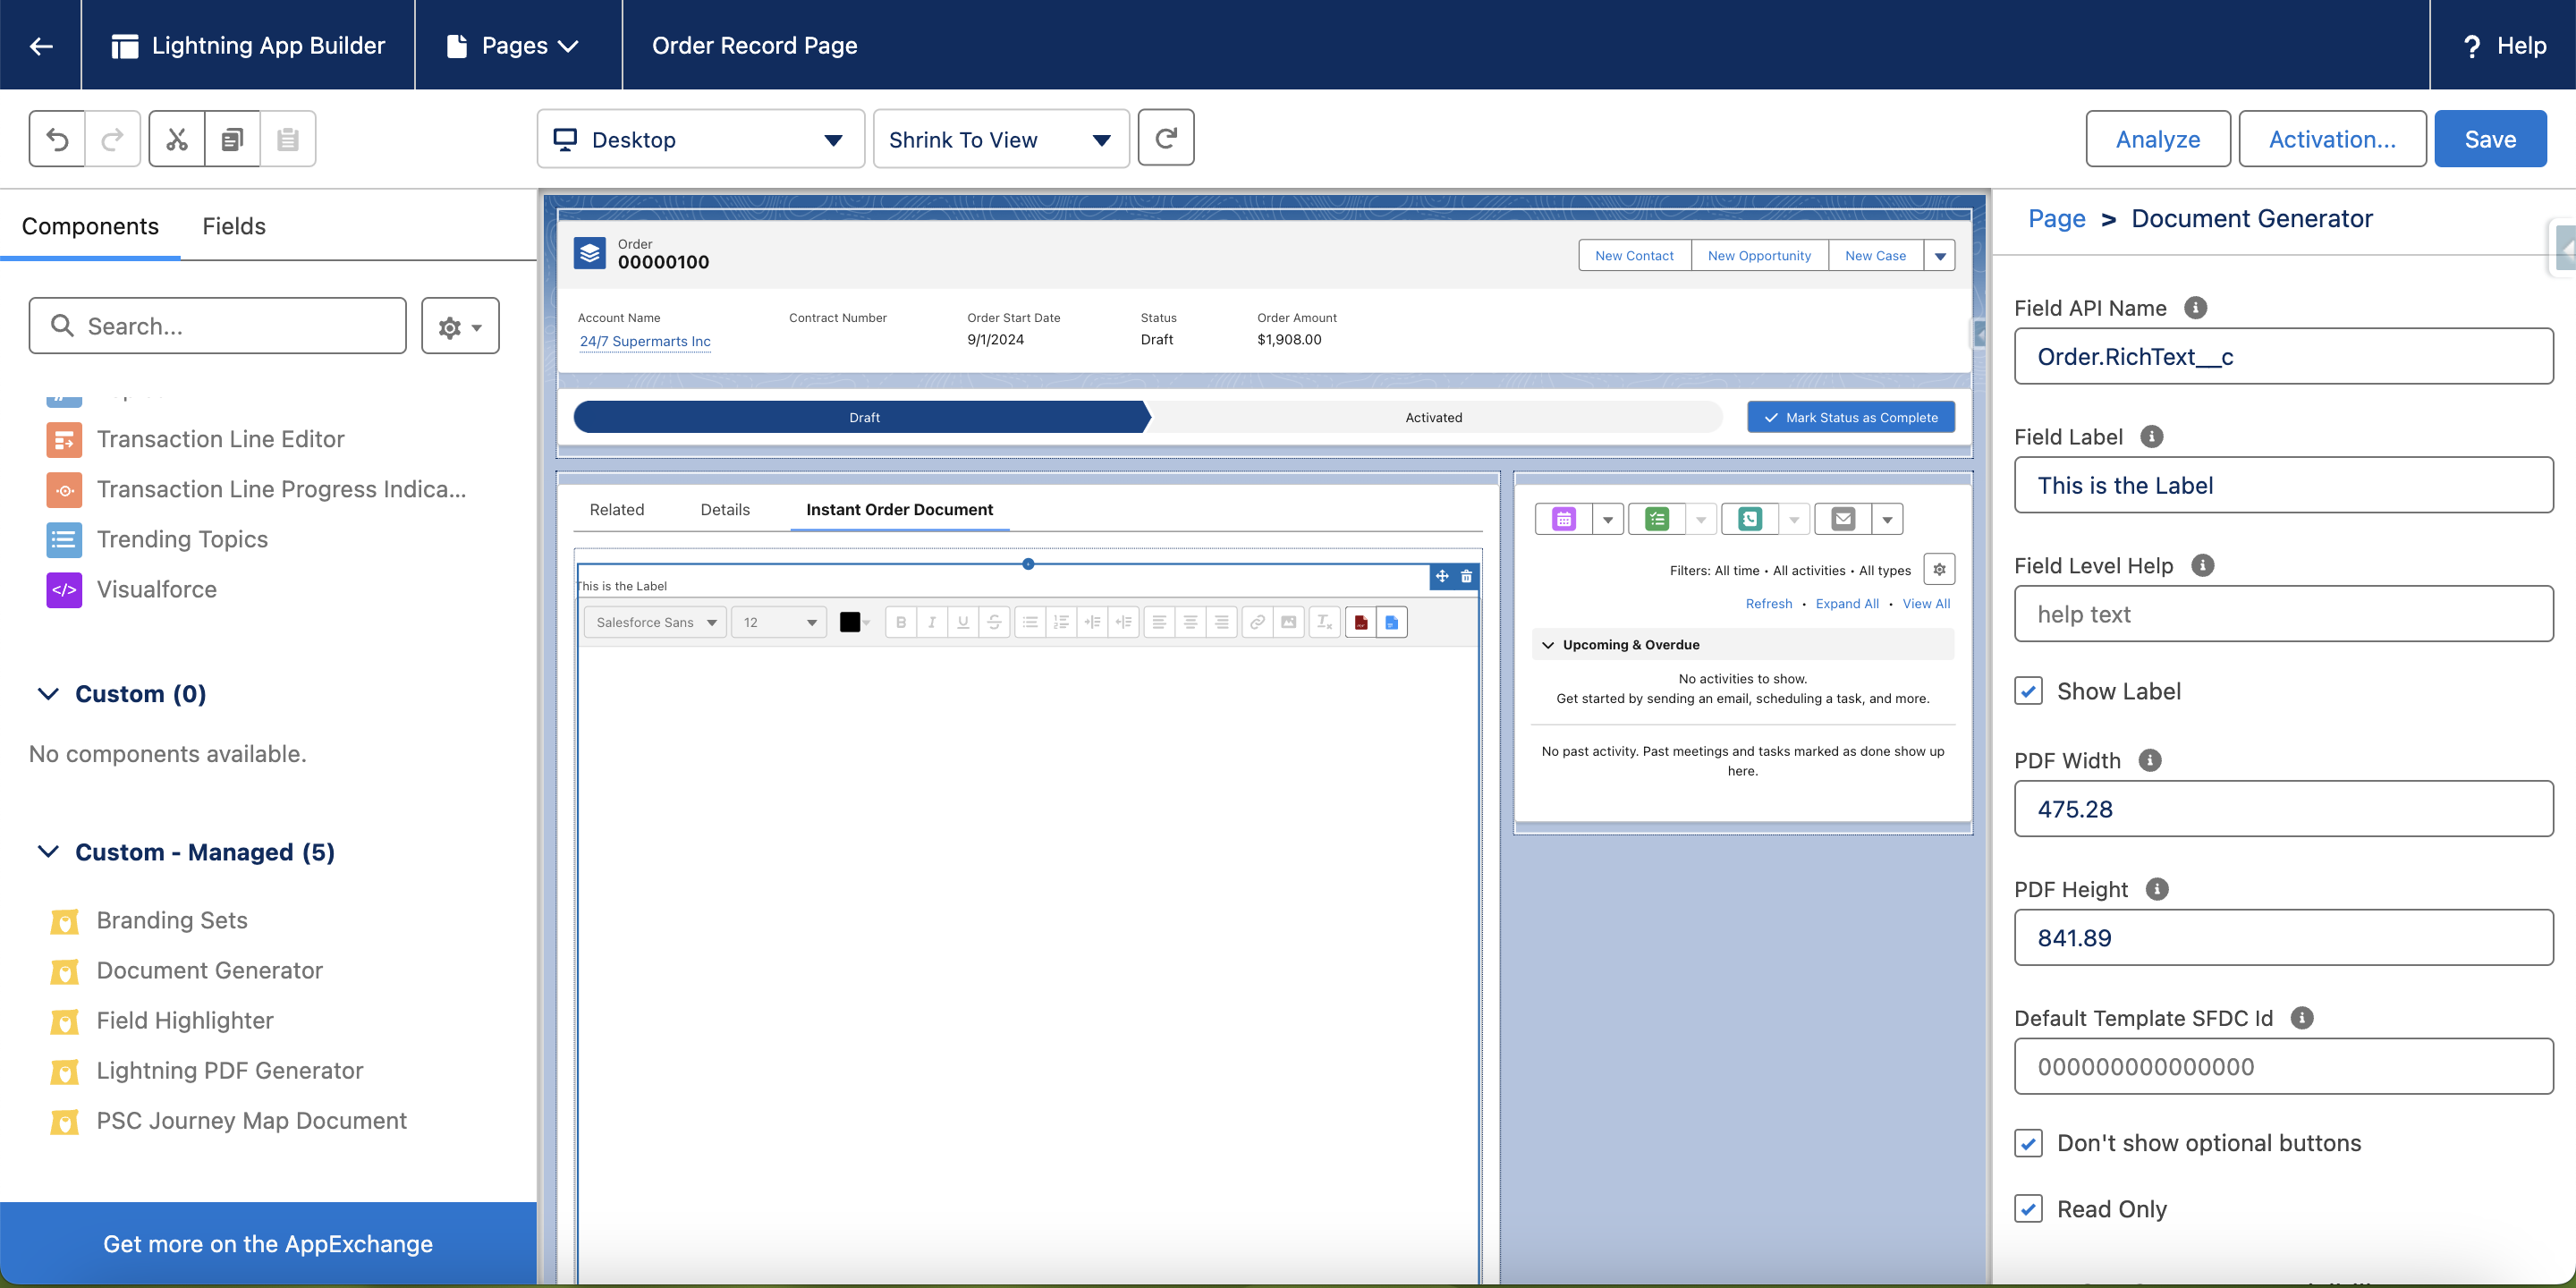 Lightning App Builder
Pages
Order Record Page
? Help
Desktop
Shrink To View
Analyze
Activation...
Save
Components
Fields
Search...
Transaction Line Editor
Transaction Line Progress Indica...
Trending Topics
Visualforce
Custom (0)
No components available.
Custom - Managed (5)
Branding Sets
Document Generator
Field Highlighter
Lightning PDF Generator
PSC Journey Map Document
Get more on the AppExchange
Order
00000100
New Contact
New Opportunity
New Case
Account Name
Contract Number
Order Start Date
Status
Order Amount
24/7 Supermarts Inc
9/1/2024
Draft
$1,908.00
Draft
Activated
Mark Status as Complete
Related
Details
Instant Order Document
This is the Label
Salesforce Sans
12
Filters: All time • All activities • All types
Refresh • Expand All • View All
Upcoming & Overdue
No activities to show.
Get started by sending an email, scheduling a task, and more.
No past activity. Past meetings and tasks marked as done show up
here.
Page > Document Generator
Field API Name
Order.RichText__c
Field Label
This is the Label
Field Level Help
help text
Show Label
PDF Width
475.28
PDF Height
841.89
Default Template SFDC Id
000000000000000
Don't show optional buttons
Read Only